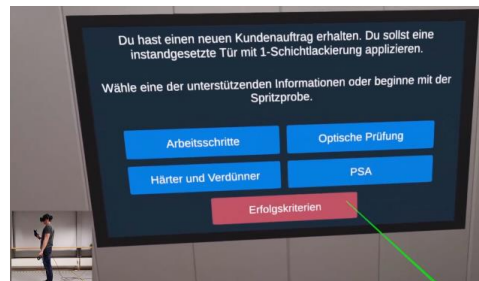 Du hast einen neuen Kundenauftrag erhalten. Du sollst eine
instandgesetzte Tür mit 1-Schichtlackierung applizieren.
Wähle eine der unterstützenden Informationen oder beginne mit der
Spritzprobe.
Arbeitsschritte
Optische Prüfung
Härter und Verdünner
PSA
Erfolgskriterien